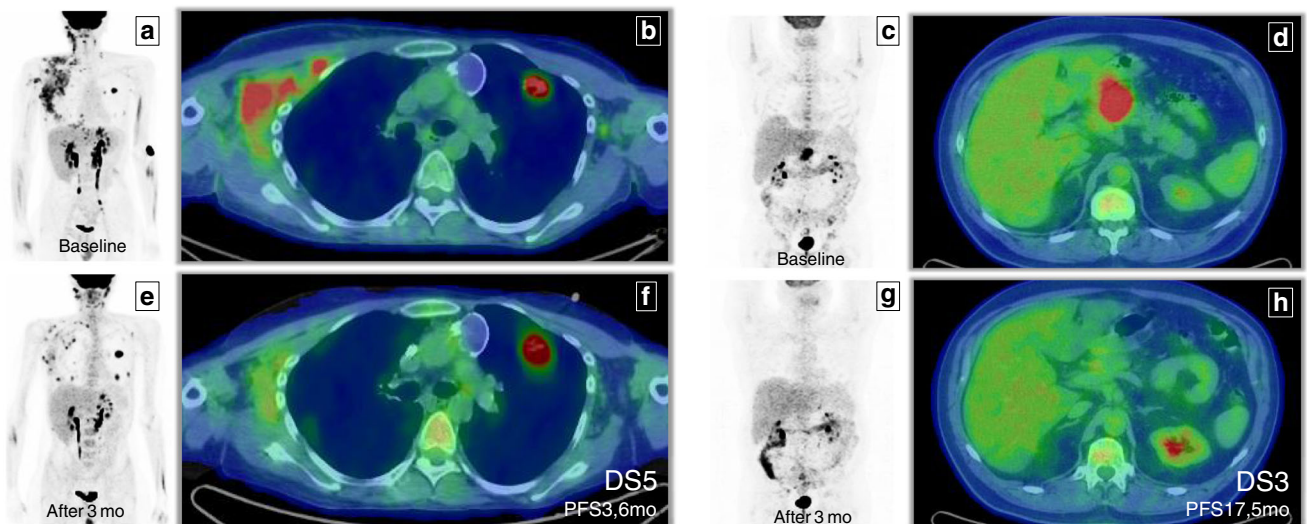 a
b
c
d
Baseline
Baseline
e
f
g
h
DS5
PFS3,6mo
DS3
PFS17,5mo
After 3 mo
After 3 mo